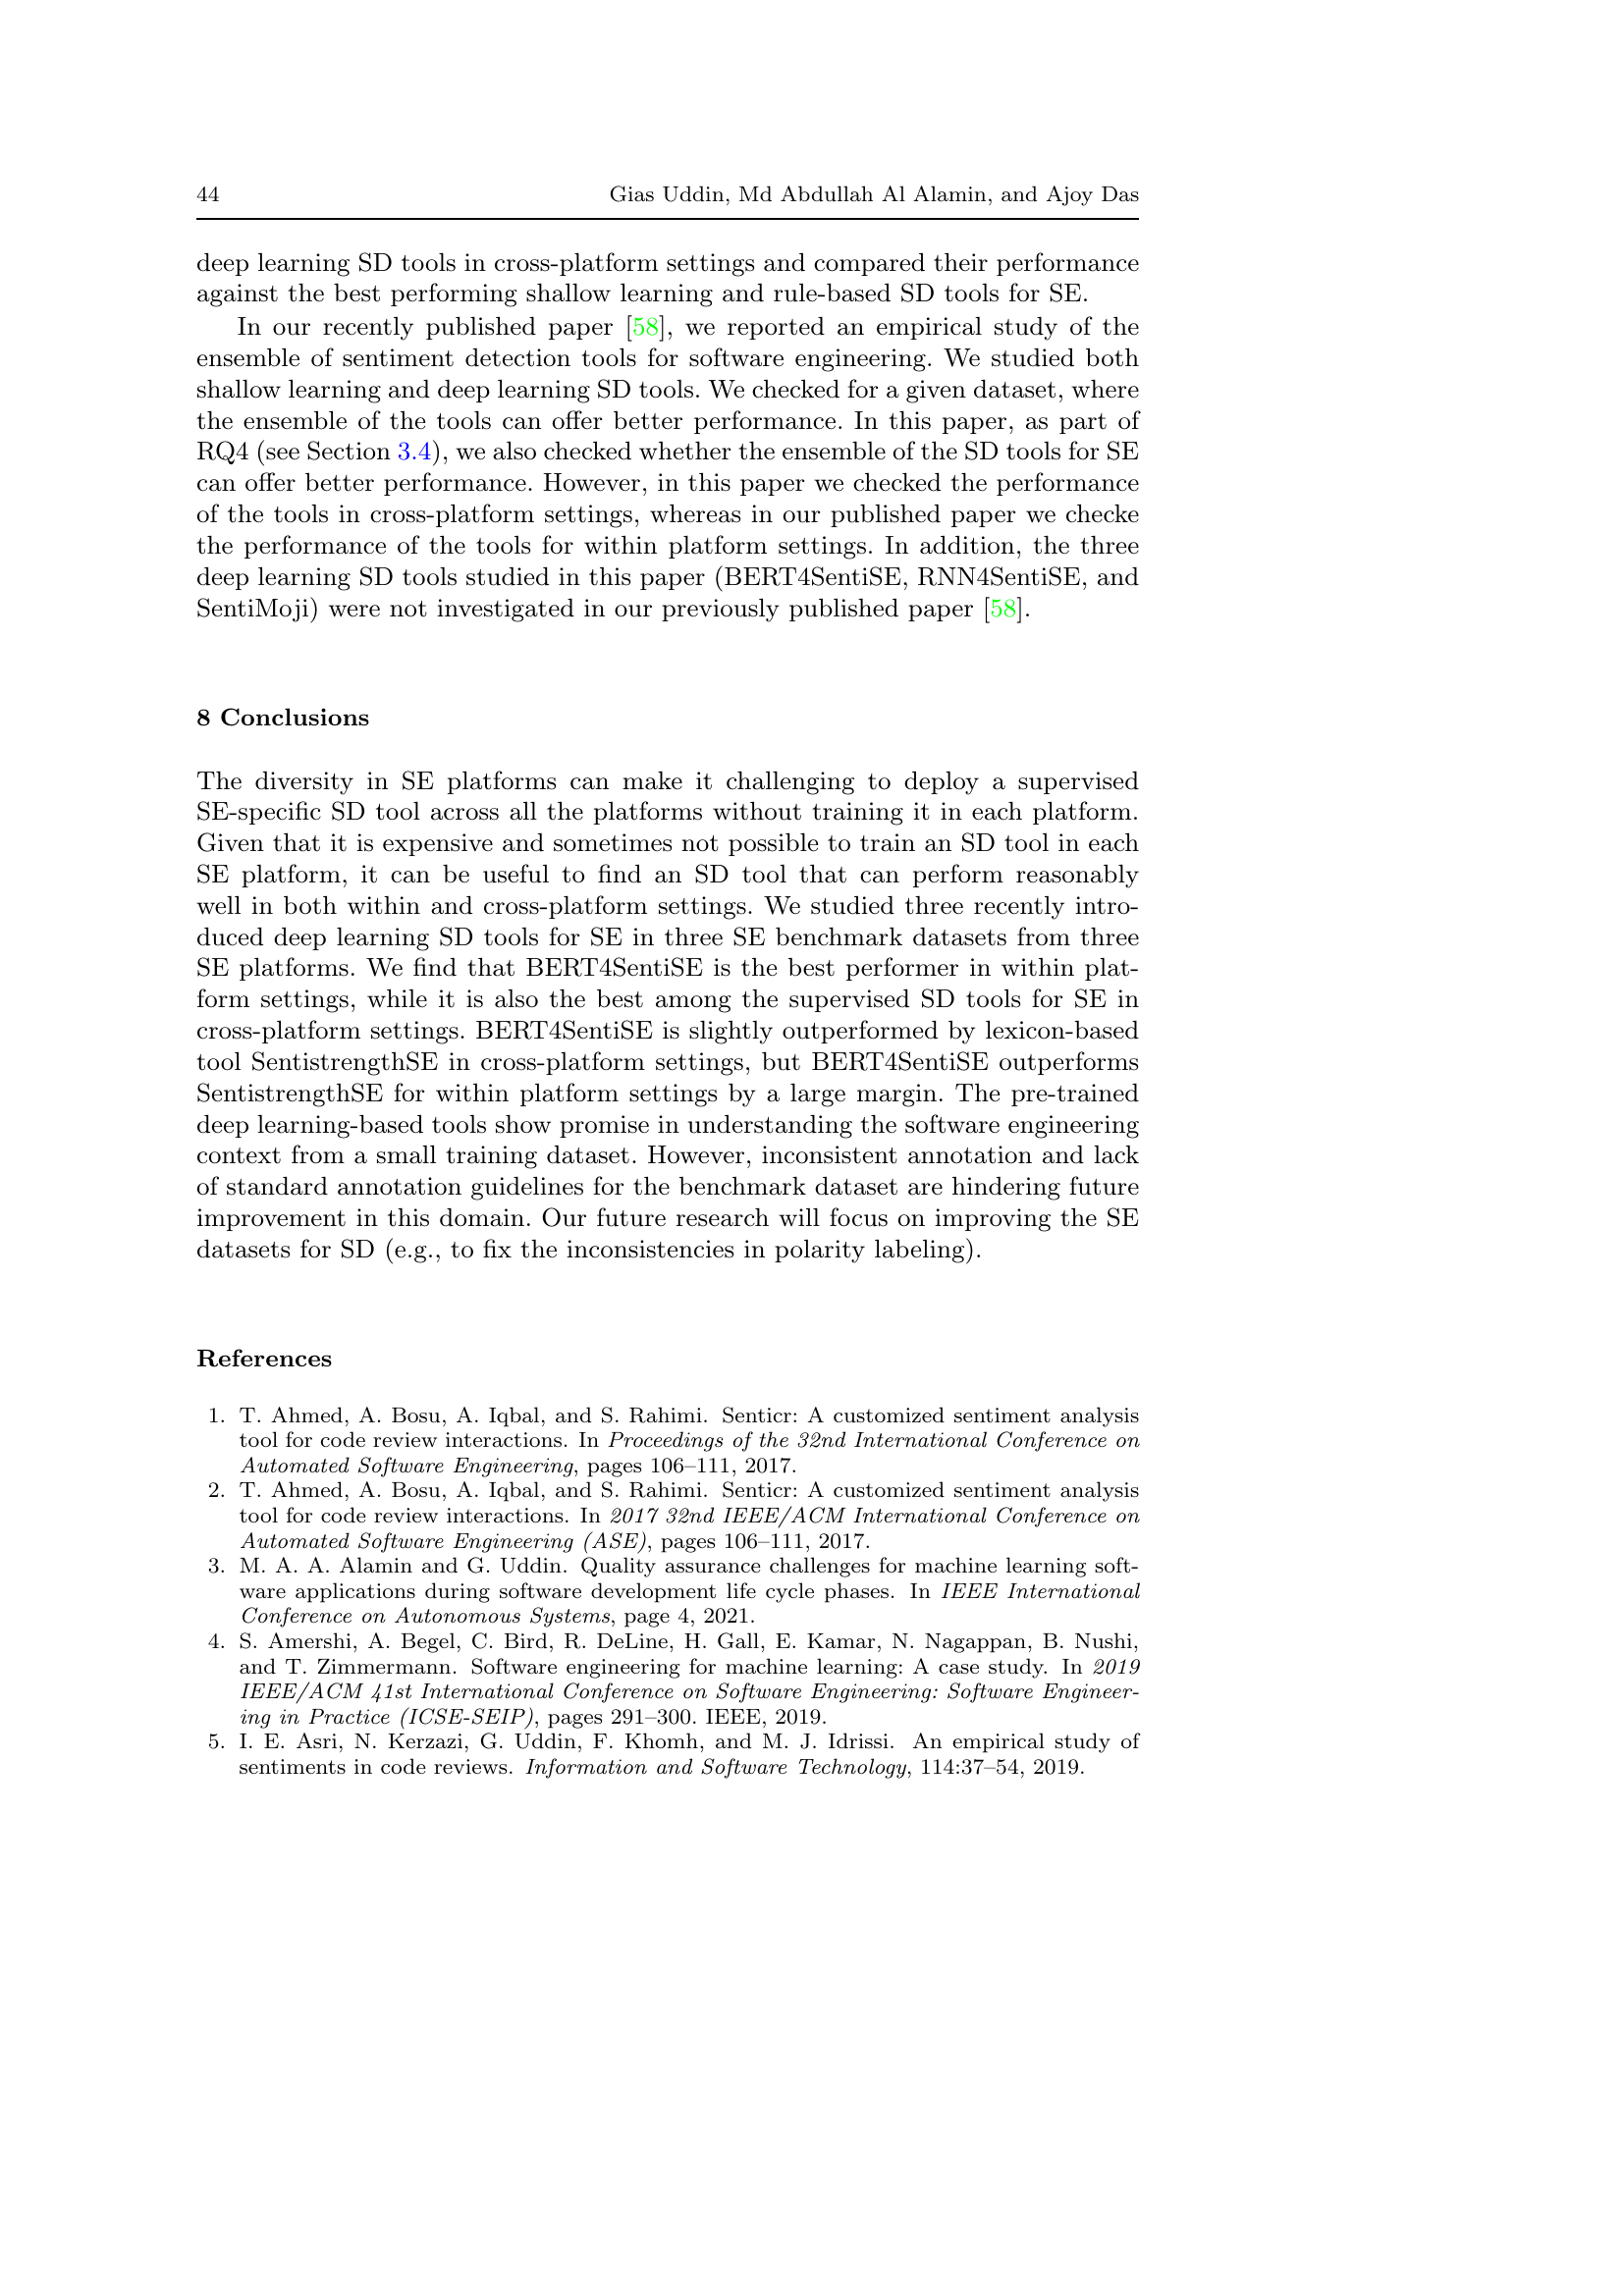 44
Gias Uddin, Md Abdullah Al Alamin, and Ajoy Das
deep learning SD tools in cross-platform settings and compared their performance
against the best performing shallow learning and rule-based SD tools for SE.
In our recently published paper [58], we reported an empirical study of the
ensemble of sentiment detection tools for software engineering. We studied both
shallow learning and deep learning SD tools. We checked for a given dataset, where
the ensemble of the tools can offer better performance. In this paper, as part of
RQ4 (see Section 3.4), we also checked whether the ensemble of the SD tools for SE
can offer better performance. However, in this paper we checked the performance
of the tools in cross-platform settings, whereas in our published paper we checke
the performance of the tools for within platform settings. In addition, the three
deep learning SD tools studied in this paper (BERT4SentiSE, RNN4SentiSE, and
SentiMoji) were not investigated in our previously published paper [58].
8 Conclusions
The diversity in SE platforms can make it challenging to deploy a supervised
SE-specific SD tool across all the platforms without training it in each platform.
Given that it is expensive and sometimes not possible to train an SD tool in each
SE platform, it can be useful to find an SD tool that can perform reasonably
well in both within and cross-platform settings. We studied three recently intro-
duced deep learning SD tools for SE in three SE benchmark datasets from three
SE platforms. We find that BERT4SentiSE is the best performer in within plat-
form settings, while it is also the best among the supervised SD tools for SE in
cross-platform settings. BERT4SentiSE is slightly outperformed by lexicon-based
tool SentistrengthSE in cross-platform settings, but BERT4SentiSE outperforms
SentistrengthSE for within platform settings by a large margin. The pre-trained
deep learning-based tools show promise in understanding the software engineering
context from a small training dataset. However, inconsistent annotation and lack
of standard annotation guidelines for the benchmark dataset are hindering future
improvement in this domain. Our future research will focus on improving the SE
datasets for SD (e.g., to fix the inconsistencies in polarity labeling).
References
1. T. Ahmed, A. Bosu, A. Iqbal, and S. Rahimi. Senticr: A customized sentiment analysis
tool for code review interactions. In Proceedings of the 32nd International Conference on
Automated Software Engineering, pages 106–111, 2017.
2. T. Ahmed, A. Bosu, A. Iqbal, and S. Rahimi. Senticr: A customized sentiment analysis
tool for code review interactions. In 2017 32nd IEEE/ACM International Conference on
Automated Software Engineering (ASE), pages 106–111, 2017.
3. M. A. A. Alamin and G. Uddin. Quality assurance challenges for machine learning soft-
ware applications during software development life cycle phases. In IEEE International
Conference on Autonomous Systems, page 4, 2021.
4. S. Amershi, A. Begel, C. Bird, R. DeLine, H. Gall, E. Kamar, N. Nagappan, B. Nushi,
and T. Zimmermann. Software engineering for machine learning: A case study. In 2019
IEEE/ACM 41st International Conference on Software Engineering: Software Engineer-
ing in Practice (ICSE-SEIP), pages 291–300. IEEE, 2019.
5. I. E. Asri, N. Kerzazi, G. Uddin, F. Khomh, and M. J. Idrissi. An empirical study of
sentiments in code reviews. Information and Software Technology, 114:37–54, 2019.